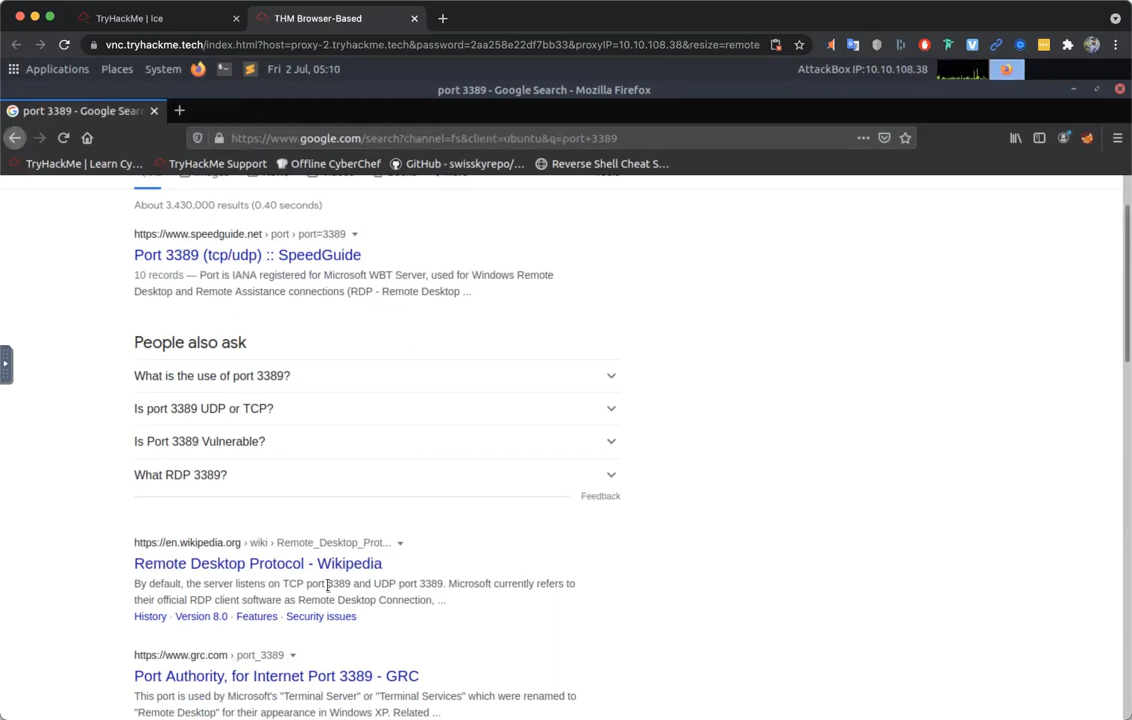 TryHackMe | Ice
THM Browser-Based
vnc.tryhackme.tech/index.html?host=proxy-2.tryhackme.tech&password=2aa258e22df7bb33&proxyIP=10.10.108.38&resize=remote
Applications Places System Fri 2 Jul, 05:10 AttackBox IP:10.10.108.38
port 3389 - Google Search - Mozilla Firefox
port 3389 - Google Sear
https://www.google.com/search?channel=fs&client=ubuntu&q=port+3389
TryHackMe | Learn Cy... TryHackMe Support Offline CyberChef GitHub - swisskyrepo/... Reverse Shell Cheat S...
About 3,430,000 results (0.40 seconds)
https://www.speedguide.net › port › port=3389
Port 3389 (tcp/udp) :: SpeedGuide
10 records — Port is IANA registered for Microsoft WBT Server, used for Windows Remote
Desktop and Remote Assistance connections (RDP - Remote Desktop ...
People also ask
What is the use of port 3389?
Is port 3389 UDP or TCP?
Is Port 3389 Vulnerable?
What RDP 3389?
Feedback
https://en.wikipedia.org › wiki › Remote_Desktop_Prot...
Remote Desktop Protocol - Wikipedia
By default, the server listens on TCP port 3389 and UDP port 3389. Microsoft currently refers to
their official RDP client software as Remote Desktop Connection, ...
History · Version 8.0 · Features · Security issues
https://www.grc.com › port_3389
Port Authority, for Internet Port 3389 - GRC
This port is used by Microsoft's "Terminal Server" or "Terminal Services" which were renamed to
"Remote Desktop" for their appearance in Windows XP. Related ...